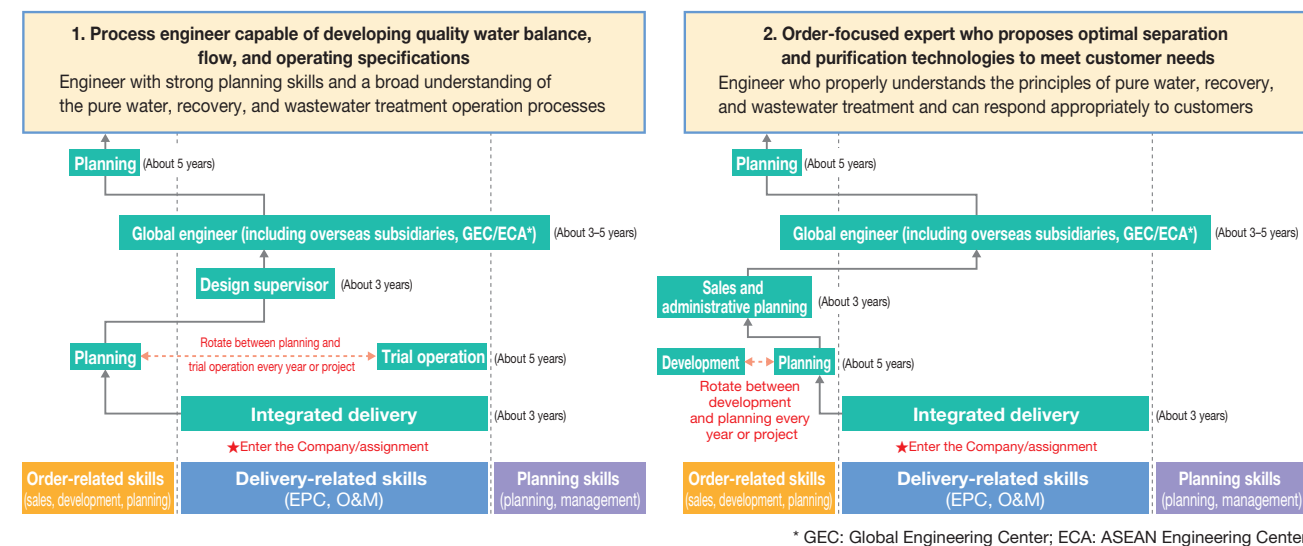 1. Process engineer capable of developing quality water balance,
flow, and operating specifications
Engineer with strong planning skills and a broad understanding of
the pure water, recovery, and wastewater treatment operation processes
Planning (About 5 years)
Global engineer (including overseas subsidiaries, GEC/ECA*) (About 3–5 years)
Design supervisor (About 3 years)
Planning
Rotate between planning and
trial operation every year or project
Trial operation (About 5 years)
Integrated delivery (About 3 years)
★Enter the Company/assignment
Order-related skills
(sales, development, planning)
Delivery-related skills
(EPC, O&M)
Planning skills
(planning, management)
2. Order-focused expert who proposes optimal separation
and purification technologies to meet customer needs
Engineer who properly understands the principles of pure water, recovery,
and wastewater treatment and can respond appropriately to customers
Planning (About 5 years)
Global engineer (including overseas subsidiaries, GEC/ECA*) (About 3–5 years)
Sales and
administrative planning (About 3 years)
Development Planning (About 5 years)
Rotate between
development
and planning every
year or project
Integrated delivery (About 3 years)
★Enter the Company/assignment
Order-related skills
(sales, development, planning)
Delivery-related skills
(EPC, O&M)
Planning skills
(planning, management)
* GEC: Global Engineering Center; ECA: ASEAN Engineering Center